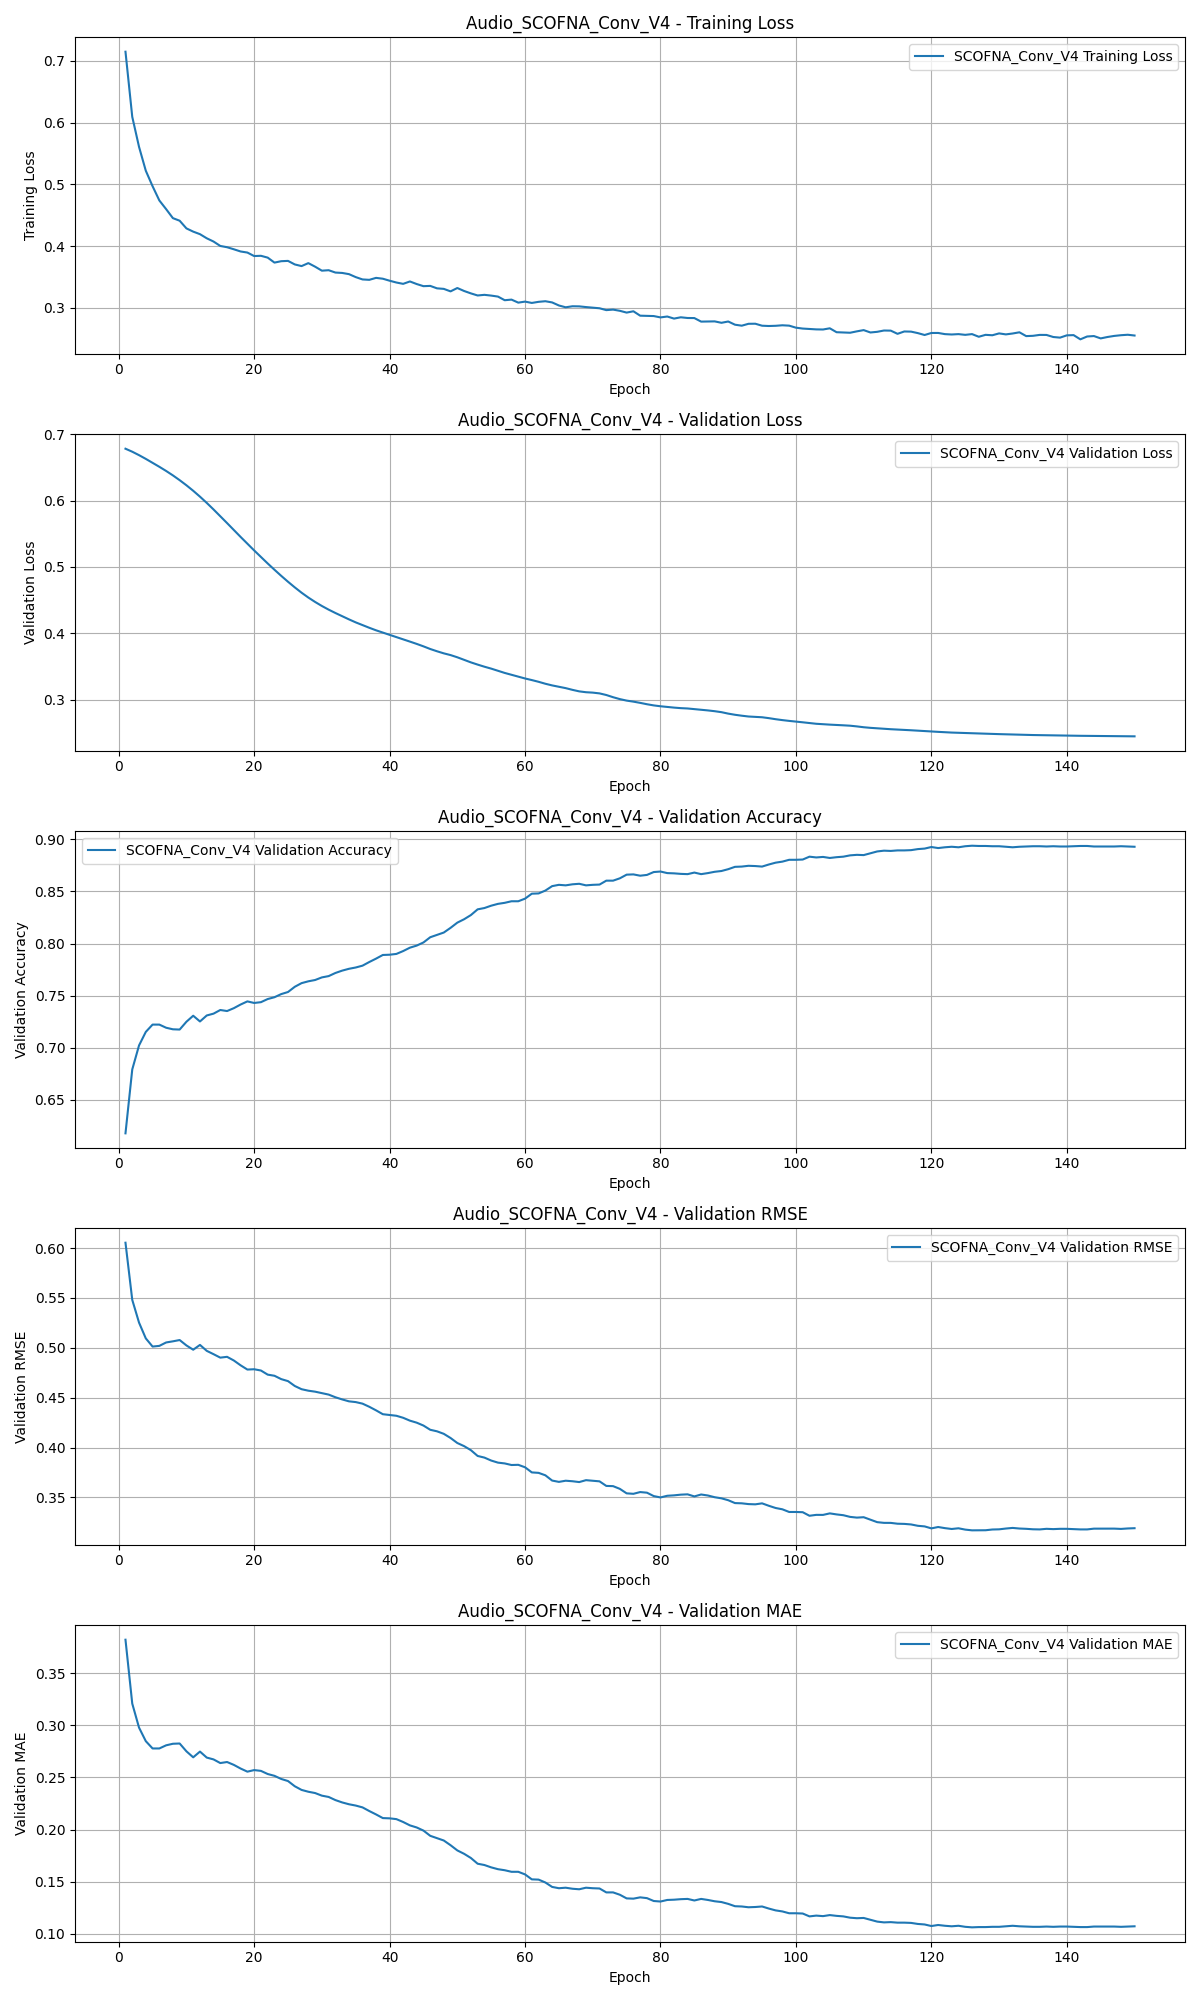 Audio_SCOFNA_Conv_V4 - Training Loss
SCOFNA_Conv_V4 Training Loss
Training Loss
0.7
0.6
0.5
0.4
0.3
0 20 40 60 80 100 120 140
Epoch
Audio_SCOFNA_Conv_V4 - Validation Loss
SCOFNA_Conv_V4 Validation Loss
Validation Loss
0.7
0.6
0.5
0.4
0.3
0 20 40 60 80 100 120 140
Epoch
Audio_SCOFNA_Conv_V4 - Validation Accuracy
SCOFNA_Conv_V4 Validation Accuracy
Validation Accuracy
0.90
0.85
0.80
0.75
0.70
0.65
0 20 40 60 80 100 120 140
Epoch
Audio_SCOFNA_Conv_V4 - Validation RMSE
SCOFNA_Conv_V4 Validation RMSE
Validation RMSE
0.60
0.55
0.50
0.45
0.40
0.35
0 20 40 60 80 100 120 140
Epoch
Audio_SCOFNA_Conv_V4 - Validation MAE
SCOFNA_Conv_V4 Validation MAE
Validation MAE
0.35
0.30
0.25
0.20
0.15
0.10
0 20 40 60 80 100 120 140
Epoch